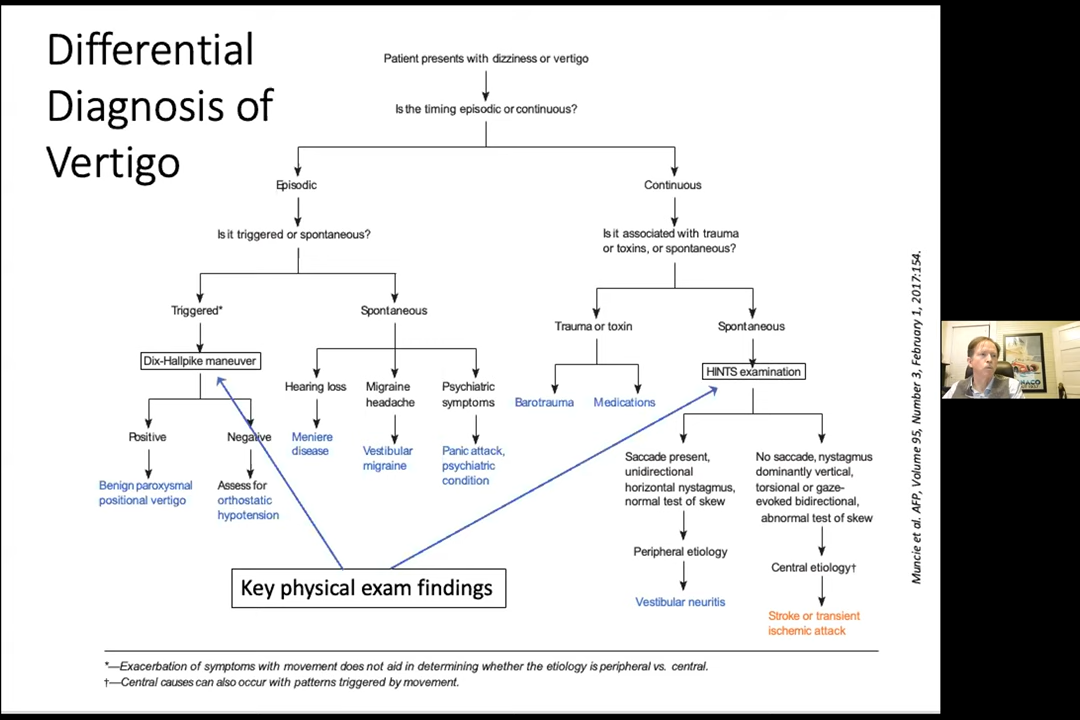 Differential
Diagnosis of
Vertigo
Patient presents with dizziness or vertigo
Is the timing episodic or continuous?
Episodic
Continuous
Is it triggered or spontaneous?
Is it associated with trauma
or toxins, or spontaneous?
Triggered*
Spontaneous
Trauma or toxin
Spontaneous
Dix-Hallpike maneuver
HINTS examination
Hearing loss
Migraine
headache
Psychiatric
symptoms
Barotrauma
Medications
Positive
Negative
Meniere
disease
Vestibular
migraine
Panic attack,
psychiatric
condition
Benign paroxysmal
positional vertigo
Assess for
orthostatic
hypotension
Saccade present,
unidirectional
horizontal nystagmus,
normal test of skew
No saccade, nystagmus
dominantly vertical,
torsional or gaze-
evoked bidirectional,
abnormal test of skew
Peripheral etiology
Central etiology†
Vestibular neuritis
Stroke or transient
ischemic attack
Key physical exam findings
*—Exacerbation of symptoms with movement does not aid in determining whether the etiology is peripheral vs. central.
†—Central causes can also occur with patterns triggered by movement.
Muncie et al. AFP, Volume 95, Number 3, February 1, 2017:154.